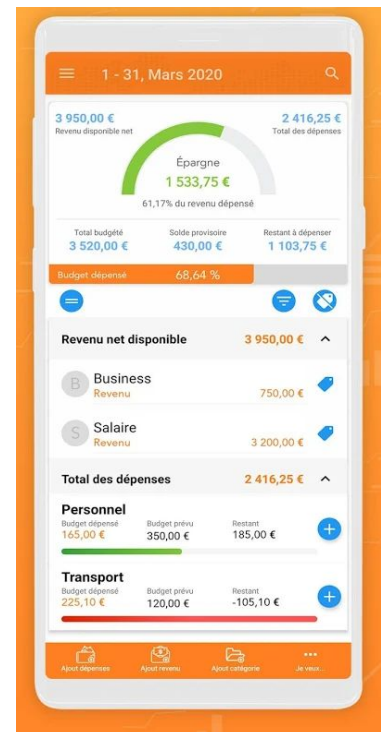 1 - 31, Mars 2020
3 950,00 €
2 416,25 €
Revenu disponible net
Total des dépenses
Épargne
1 533,75 €
61,17% du revenu dépensé
Total budgété
Solde provisoire
Restant à dépenser
3 520,00 €
430,00 €
1 103,75 €
Budget dépensé
68,64 %
Revenu net disponible
3 950,00 €
B
Business
Revenu
750,00 €
S
Salaire
Revenu
3 200,00 €
Total des dépenses
2 416,25 €
Personnel
Budget dépensé
Budget prévu
Restant
165,00 €
350,00 €
185,00 €
Transport
Budget dépensé
Budget prévu
Restant
225,10 €
120,00 €
-105,10 €
Ajout dépenses
Ajout revenu
Ajout catégorie
Je veux...